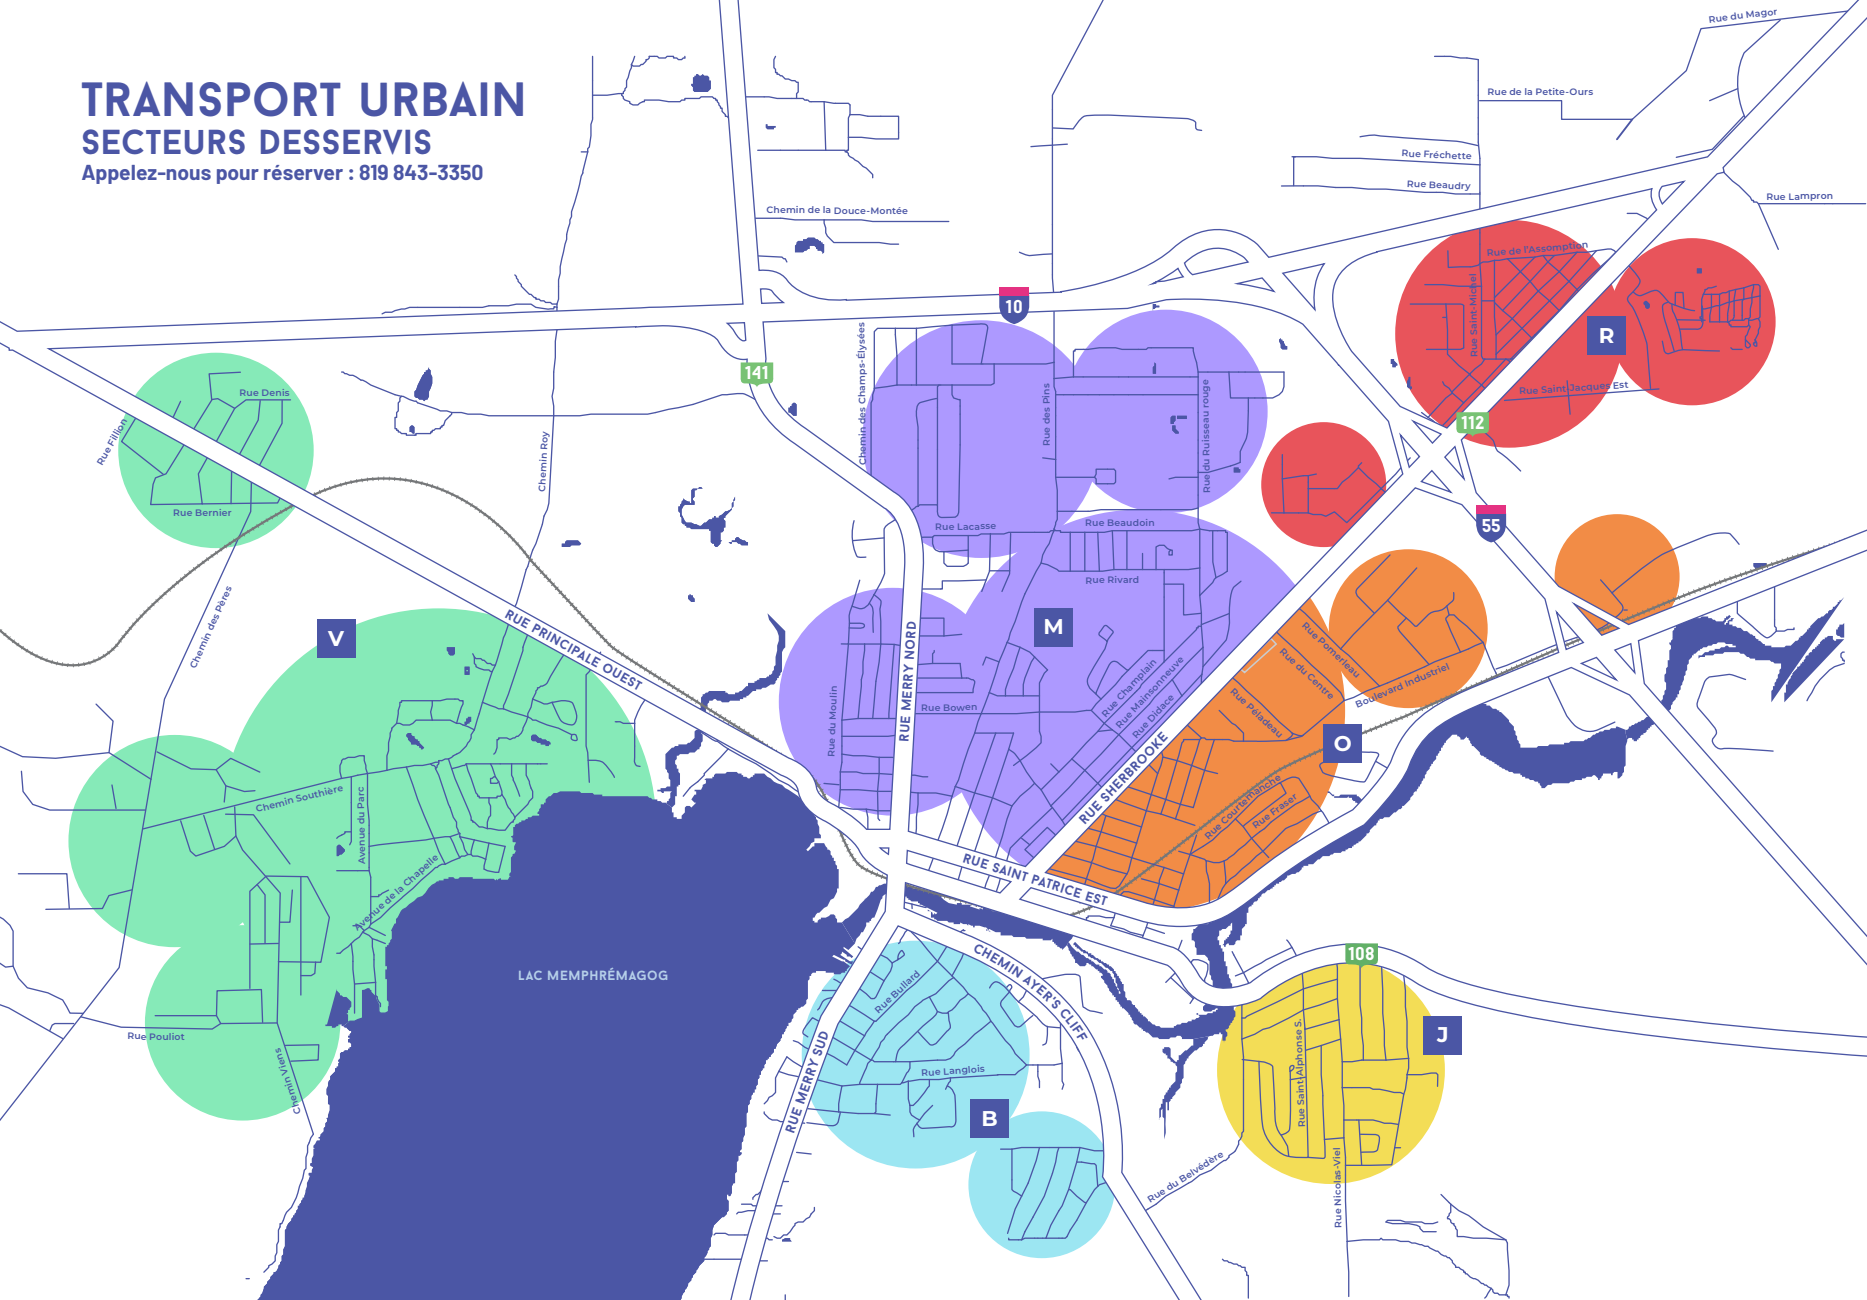 TRANSPORT URBAIN
SECTEURS DESSERVIS
Appelez-nous pour réserver : 819 843-3350
Rue du Magor
Rue de la Petite-Ours
Rue Fréchette
Rue Beaudry
Rue Lampron
Chemin de la Douce-Montée
Rue de l'Assomption
Rue Saint-Michel
10
R
141
Chemin des Champs-Élysées
Rue des Pins
Rue du Ruisseau rouge
Rue Saint-Jacques Est
112
Rue Denis
Rue Fillion
Rue Bernier
Chemin Roy
55
Rue Lacasse
Rue Beaudoin
Rue Rivard
Chemin des Pères
V
M
RUE PRINCIPALE OUEST
RUE MERRY NORD
Rue du Moulin
Rue Bowen
Rue Champlain
Rue Mainsonneuve
Rue Didace
Rue Pomerleau
Rue du Centre
Rue Péladeau
Boulevard Industriel
O
RUE SHERBROOKE
Rue Courtemanche
Rue Fraser
Chemin Southière
Avenue du Parc
Avenue de la Chapelle
RUE SAINT PATRICE EST
LAC MEMPHRÉMAGOG
CHEMIN AYER'S CLIFF
108
Rue Bullard
Rue Pouliot
Chemin Viens
RUE MERRY SUD
Rue Langlois
B
J
Rue Saint Alphonse S.
Rue du Belvédère
Rue Nicolas-Viel